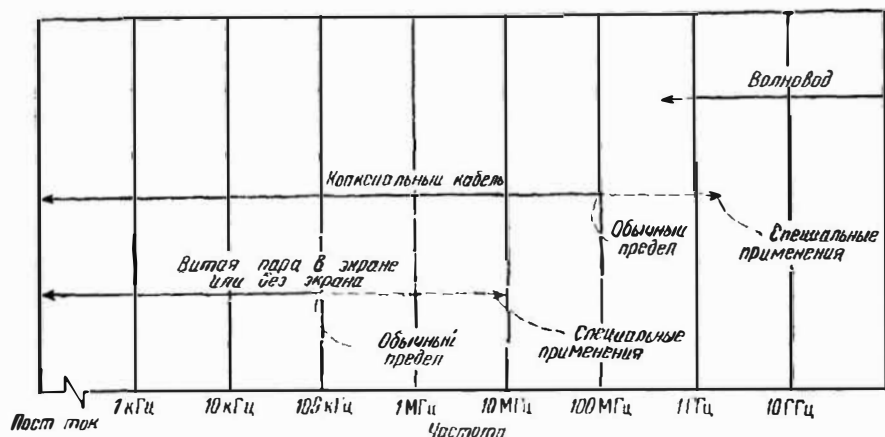 Волновод
Коаксиальный кабель
Обычный
предел
Специальные
применения
Витая пара в экране
или без экрана
Обычный
предел
Специальные
применения
Пост ток
1 кГц
10 кГц
100 кГц
1 МГц
10 МГц
100 МГц
1 ГГц
10 ГГц
Частота